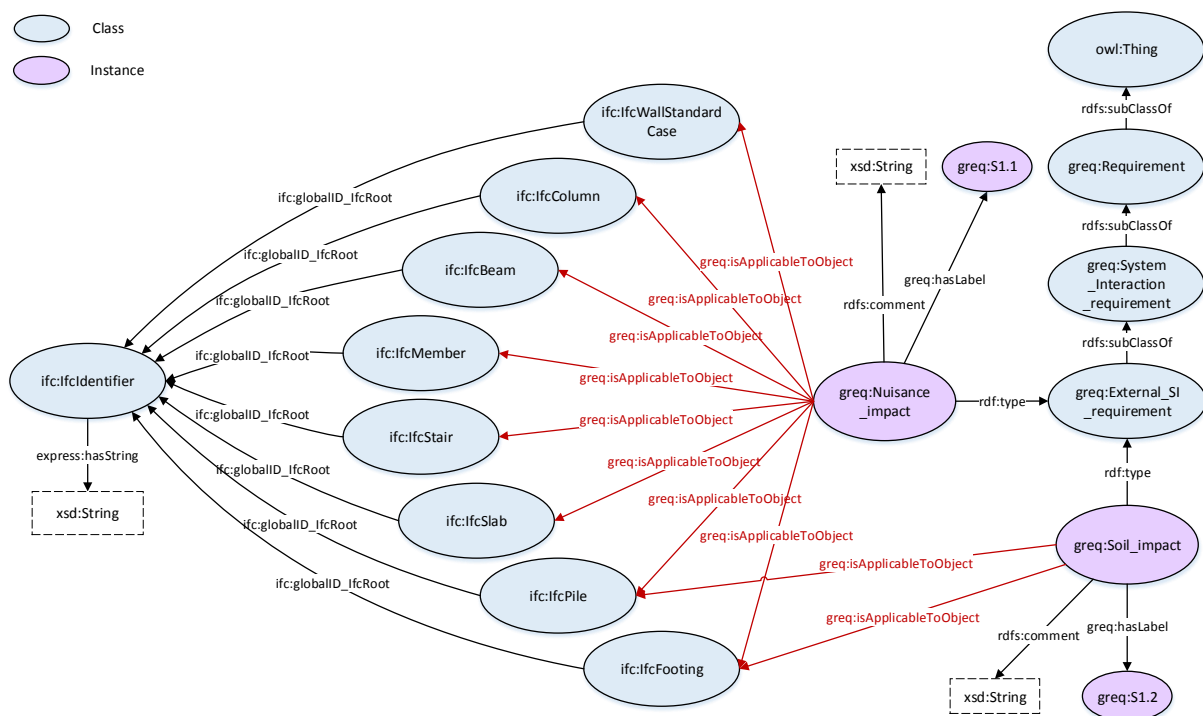 Class
Instance
owl:Thing
rdfs:subClassOf
greq:Requirement
rdfs:subClassOf
greq:System
_Interaction
_requirement
rdfs:subClassOf
greq:External_SI
_requirement
rdf:type
rdf:type
greq:S1.1
greq:hasLabel
xsd:String
rdfs:comment
greq:Nuisance
_impact
greq:Soil_impact
rdfs:comment
greq:hasLabel
xsd:String
greq:S1.2
ifc:IfcWallStandard
Case
ifc:IfcColumn
ifc:IfcBeam
ifc:IfcMember
ifc:IfcStair
ifc:IfcSlab
ifc:IfcPile
ifc:IfcFooting
greq:isApplicableToObject
greq:isApplicableToObject
greq:isApplicableToObject
greq:isApplicableToObject
greq:isApplicableToObject
greq:isApplicableToObject
greq:isApplicableToObject
greq:isApplicableToObject
greq:isApplicableToObject
greq:isApplicableToObject
ifc:globalID_IfcRoot
ifc:globalID_IfcRoot
ifc:globalID_IfcRoot
ifc:globalID_IfcRoot
ifc:globalID_IfcRoot
ifc:globalID_IfcRoot
ifc:globalID_IfcRoot
ifc:globalID_IfcRoot
ifc:IfcIdentifier
express:hasString
xsd:String